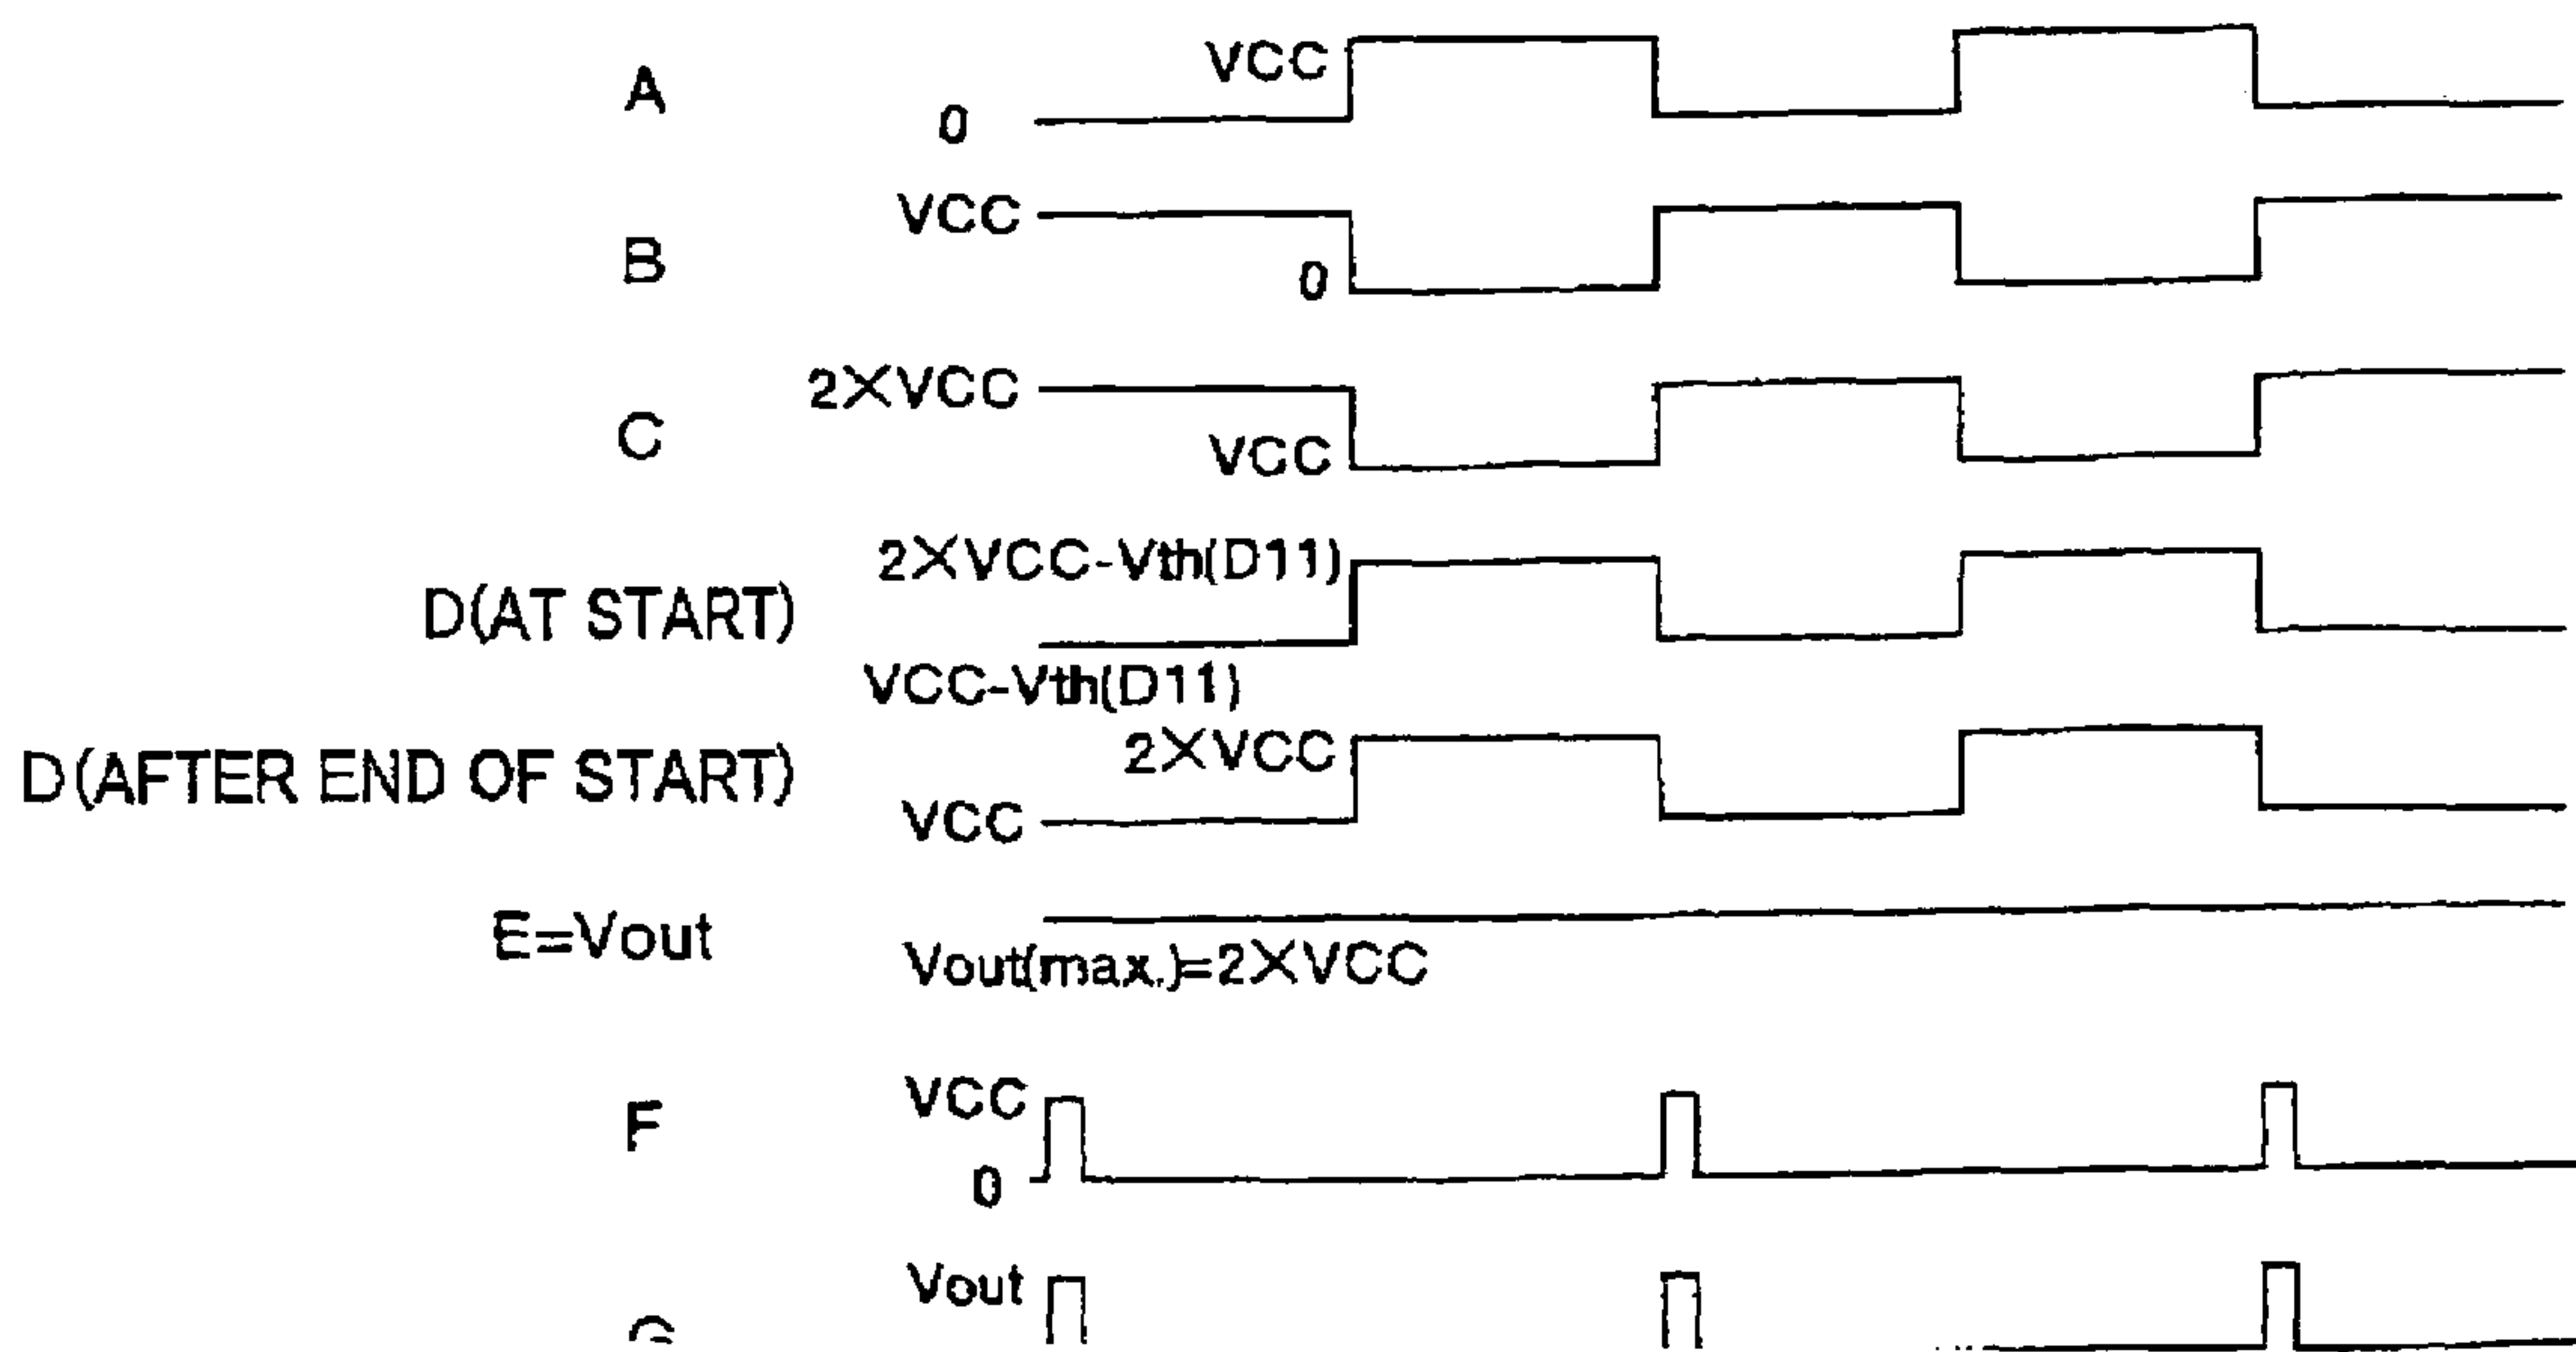 A VCC
0
B VCC
0
C 2×VCC
VCC
D(AT START) 2×VCC-Vth(D11)
VCC-Vth(D11)
D(AFTER END OF START) 2×VCC
VCC
E=Vout
Vout(max.)=2×VCC
F VCC
0
Vout